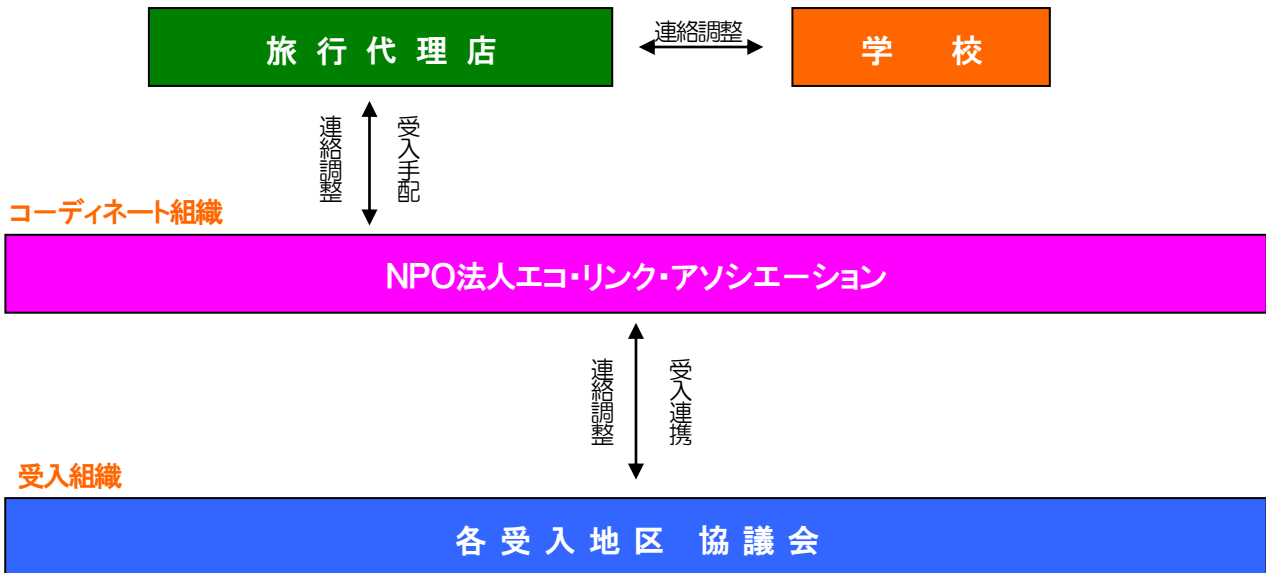 旅行代理店
連絡調整
学　校
連絡調整
受入手配
コーディネート組織
NPO法人エコ・リンク・アソシエーション
連絡調整
受入連携
受入組織
各受入地区　協議会